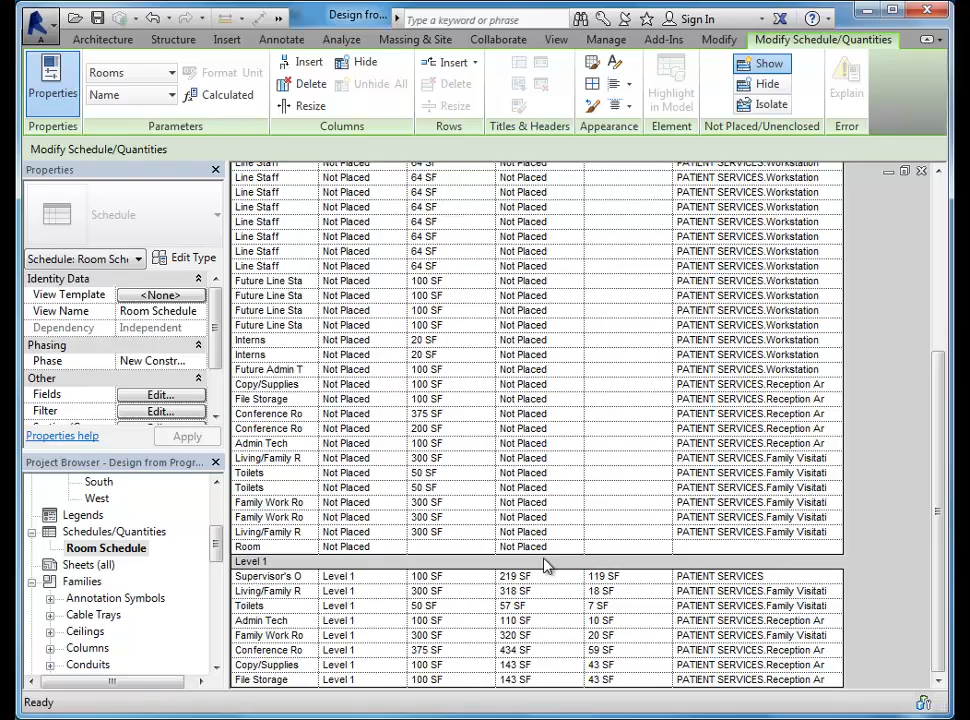 Design fro...
Type a keyword or phrase
Sign In
Architecture Structure Insert Annotate Analyze Massing & Site Collaborate View Manage Add-Ins Modify Modify Schedule/Quantities
Properties
Rooms
Name
Format Unit
Calculated
Insert
Delete
Resize
Hide
Unhide All
Insert
Delete
Resize
Highlight
in Model
Show
Hide
Isolate
Explain
Properties Parameters Columns Rows Titles & Headers Appearance Element Not Placed/Unenclosed Error
Modify Schedule/Quantities
Properties
Schedule
Schedule: Room Sch
Edit Type
Identity Data
View Template <None>
View Name Room Schedule
Dependency Independent
Phasing
Phase New Constr...
Other
Fields Edit...
Filter Edit...
Properties help
Apply
Project Browser - Design from Progr...
South
West
Legends
Schedules/Quantities
Room Schedule
Sheets (all)
Families
Annotation Symbols
Cable Trays
Ceilings
Columns
Conduits
Line Staff Not Placed 64 SF Not Placed PATIENT SERVICES.Workstation
Line Staff Not Placed 64 SF Not Placed PATIENT SERVICES.Workstation
Line Staff Not Placed 64 SF Not Placed PATIENT SERVICES.Workstation
Line Staff Not Placed 64 SF Not Placed PATIENT SERVICES.Workstation
Line Staff Not Placed 64 SF Not Placed PATIENT SERVICES.Workstation
Line Staff Not Placed 64 SF Not Placed PATIENT SERVICES.Workstation
Line Staff Not Placed 64 SF Not Placed PATIENT SERVICES.Workstation
Line Staff Not Placed 64 SF Not Placed PATIENT SERVICES.Workstation
Future Line Sta Not Placed 100 SF Not Placed PATIENT SERVICES.Workstation
Future Line Sta Not Placed 100 SF Not Placed PATIENT SERVICES.Workstation
Future Line Sta Not Placed 100 SF Not Placed PATIENT SERVICES.Workstation
Future Line Sta Not Placed 100 SF Not Placed PATIENT SERVICES.Workstation
Interns Not Placed 20 SF Not Placed PATIENT SERVICES.Workstation
Interns Not Placed 20 SF Not Placed PATIENT SERVICES.Workstation
Future Admin T Not Placed 100 SF Not Placed PATIENT SERVICES.Workstation
Copy/Supplies Not Placed 100 SF Not Placed PATIENT SERVICES.Reception Ar
File Storage Not Placed 100 SF Not Placed PATIENT SERVICES.Reception Ar
Conference Ro Not Placed 375 SF Not Placed PATIENT SERVICES.Reception Ar
Conference Ro Not Placed 200 SF Not Placed PATIENT SERVICES.Reception Ar
Admin Tech Not Placed 100 SF Not Placed PATIENT SERVICES.Reception Ar
Living/Family R Not Placed 300 SF Not Placed PATIENT SERVICES.Family Visitati
Toilets Not Placed 50 SF Not Placed PATIENT SERVICES.Family Visitati
Toilets Not Placed 50 SF Not Placed PATIENT SERVICES.Family Visitati
Family Work Ro Not Placed 300 SF Not Placed PATIENT SERVICES.Family Visitati
Family Work Ro Not Placed 300 SF Not Placed PATIENT SERVICES.Family Visitati
Living/Family R Not Placed 300 SF Not Placed PATIENT SERVICES.Family Visitati
Room Not Placed Not Placed
Level 1
Supervisor's O Level 1 100 SF 219 SF 119 SF PATIENT SERVICES
Living/Family R Level 1 300 SF 318 SF 18 SF PATIENT SERVICES.Family Visitati
Toilets Level 1 50 SF 57 SF 7 SF PATIENT SERVICES.Family Visitati
Admin Tech Level 1 100 SF 110 SF 10 SF PATIENT SERVICES.Reception Ar
Family Work Ro Level 1 300 SF 320 SF 20 SF PATIENT SERVICES.Family Visitati
Conference Ro Level 1 375 SF 434 SF 59 SF PATIENT SERVICES.Reception Ar
Copy/Supplies Level 1 100 SF 143 SF 43 SF PATIENT SERVICES.Reception Ar
File Storage Level 1 100 SF 143 SF 43 SF PATIENT SERVICES.Reception Ar
Ready